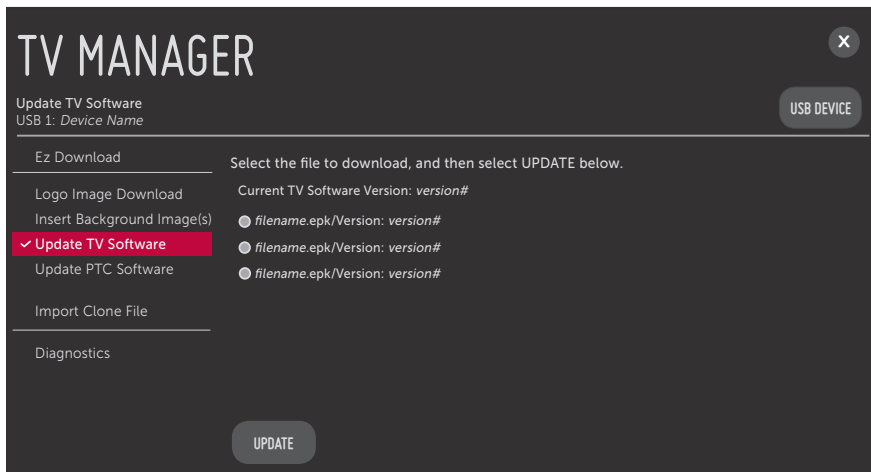 TV MANAGER
X
Update TV Software
USB 1: Device Name
USB DEVICE
Ez Download
Logo Image Download
Insert Background Image(s)
Update TV Software
Update PTC Software
Import Clone File
Diagnostics
Select the file to download, and then select UPDATE below.
Current TV Software Version: version#
filename.epk/Version: version#
filename.epk/Version: version#
filename.epk/Version: version#
UPDATE